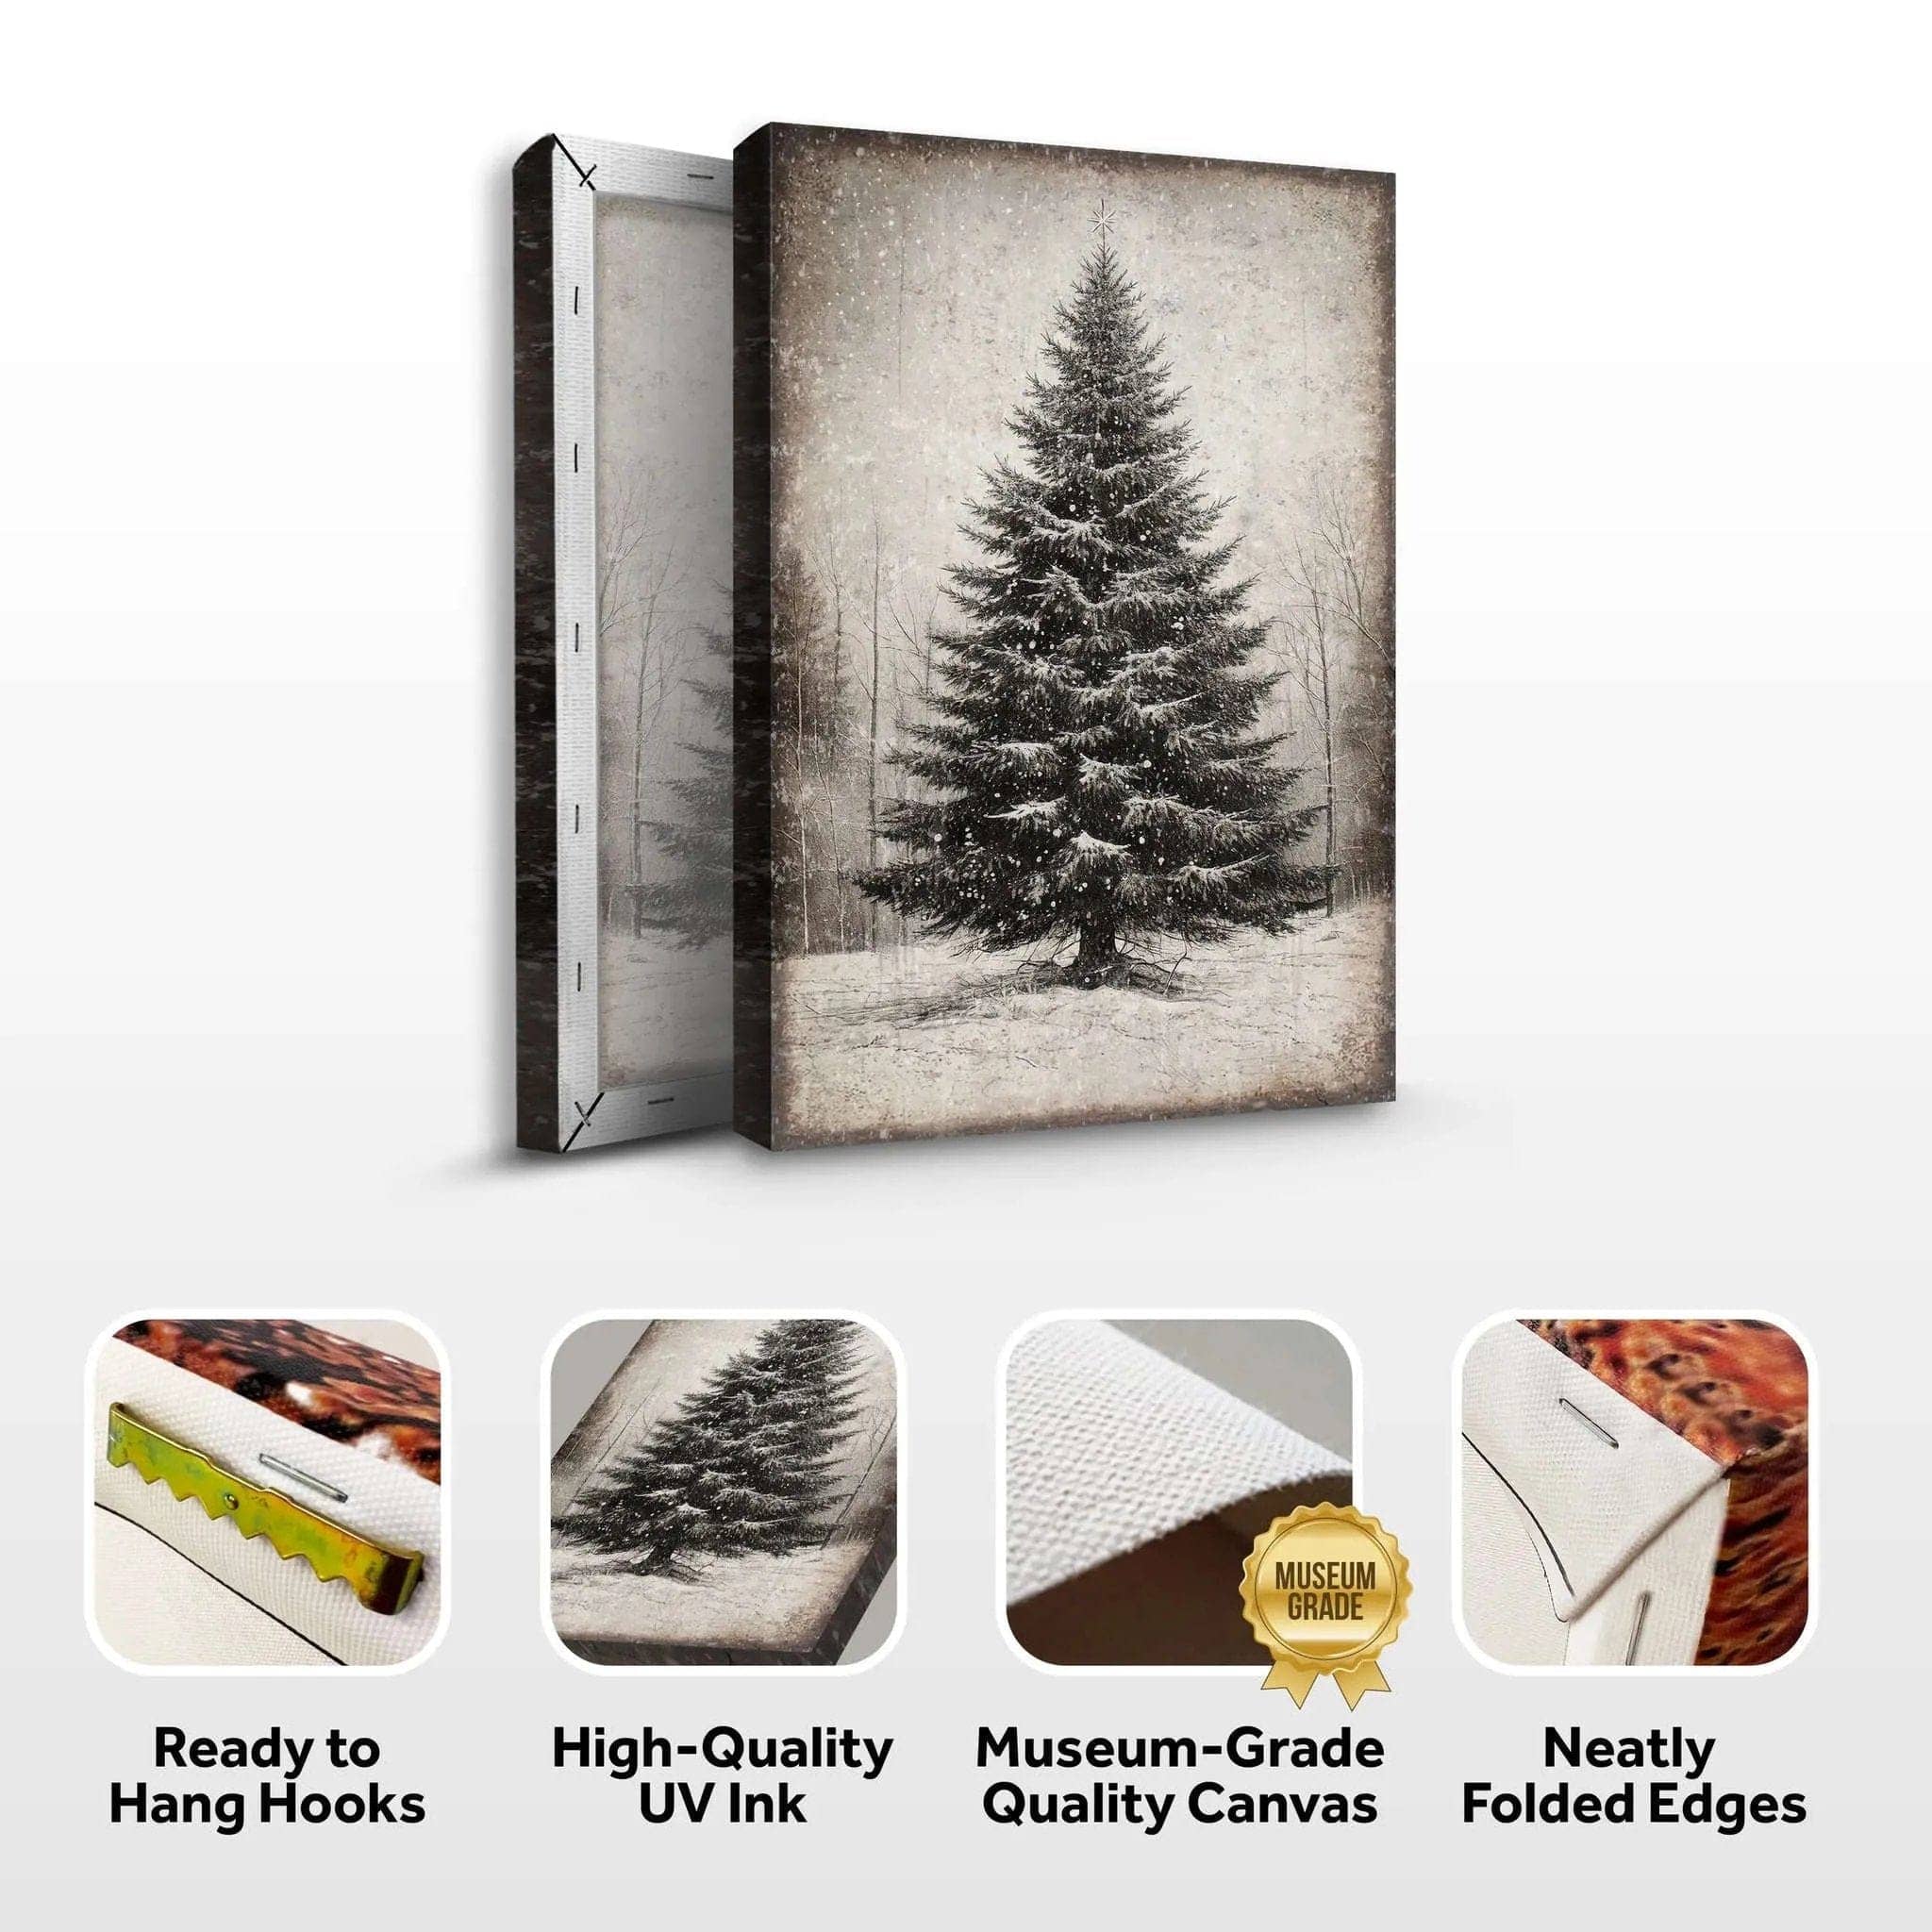 MUSEUM
GRADE
Ready to
Hang Hooks
High-Quality
UV Ink
Museum-Grade
Quality Canvas
Neatly
Folded Edges